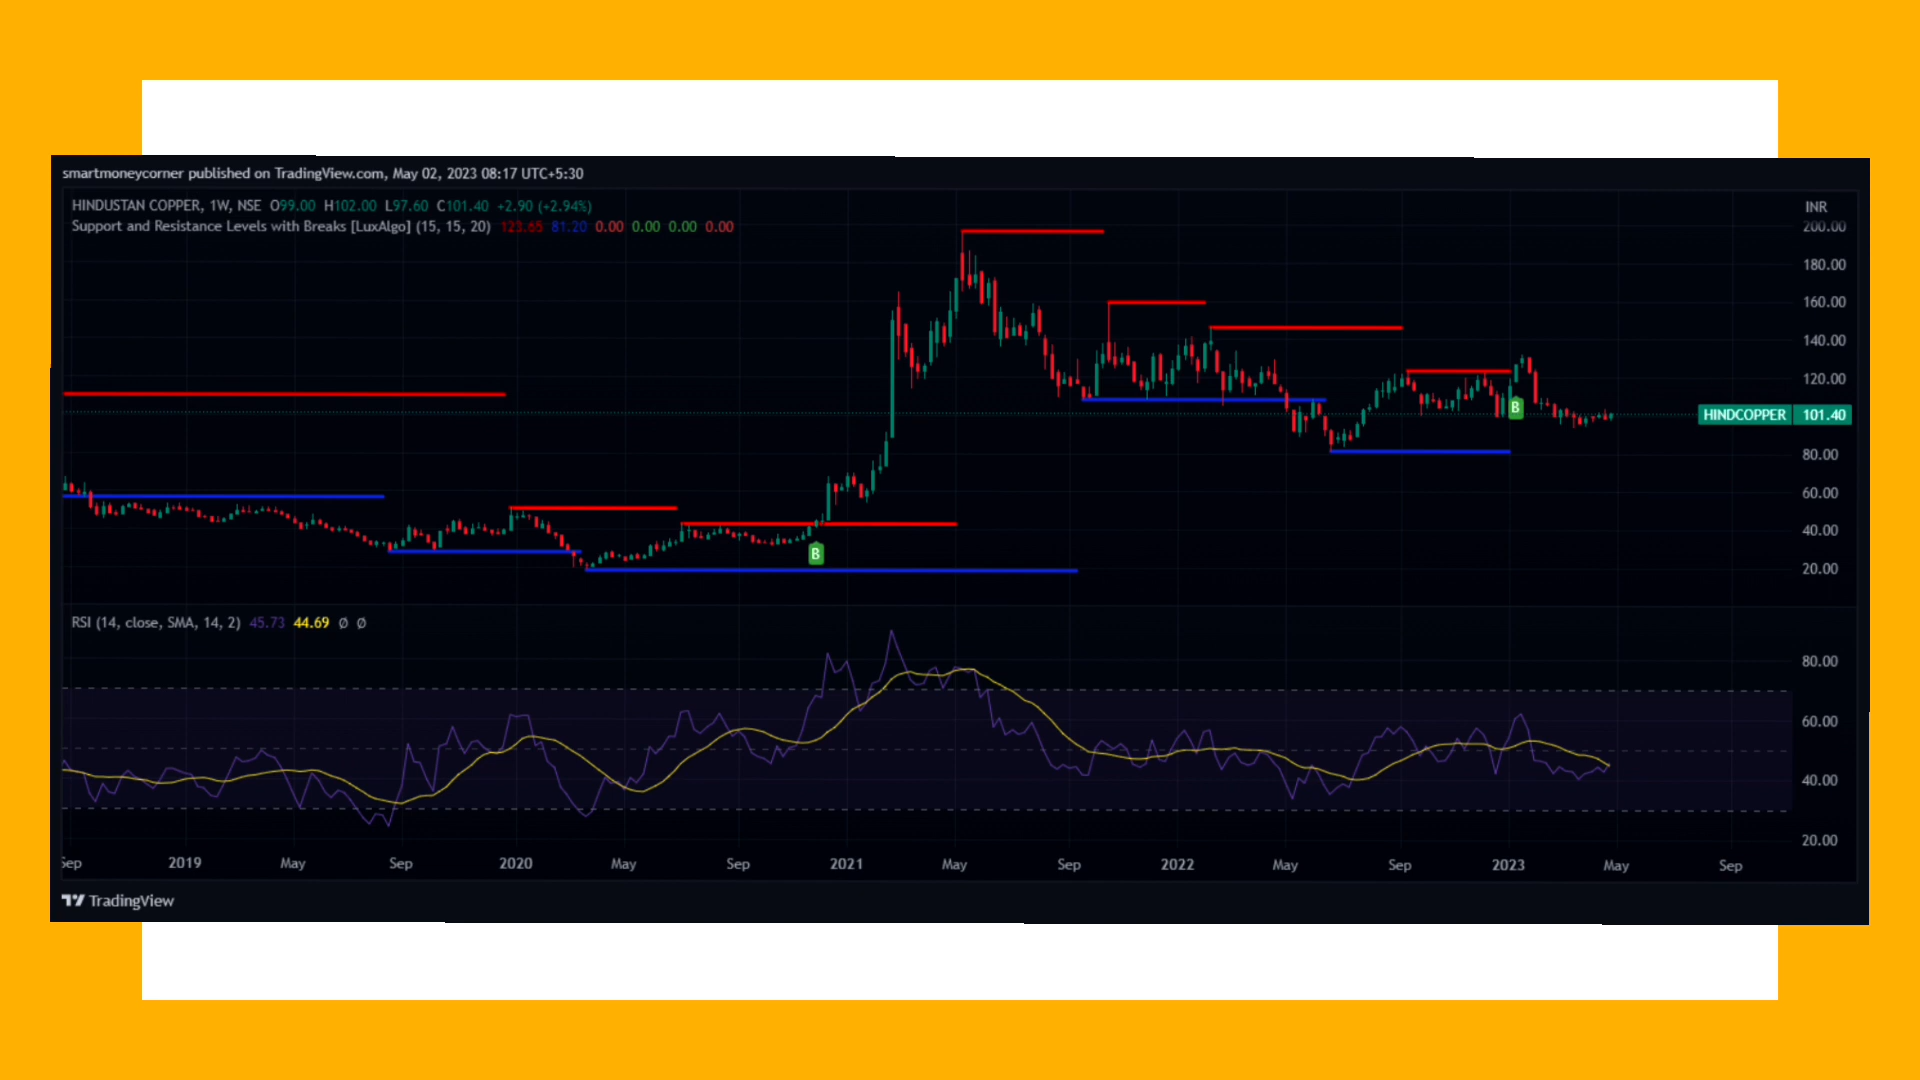 smartmoneycorner published on TradingView.com, May 02, 2023 08:17 UTC+5:30
HINDUSTAN COPPER, 1W, NSE O99.00 H102.00 L97.60 C101.40 +2.90 (+2.94%)
Support and Resistance Levels with Breaks [LuxAlgo] (15, 15, 20) 123.65 81.20 0.00 0.00 0.00 0.00
INR
200.00
180.00
160.00
140.00
120.00
HINDCOPPER 101.40
80.00
60.00
40.00
20.00
B
B
RSI (14, close, SMA, 14, 2) 45.73 44.69 Ø Ø
80.00
60.00
40.00
20.00
Sep 2019 May Sep 2020 May Sep 2021 May Sep 2022 May Sep 2023 May Sep
TradingView